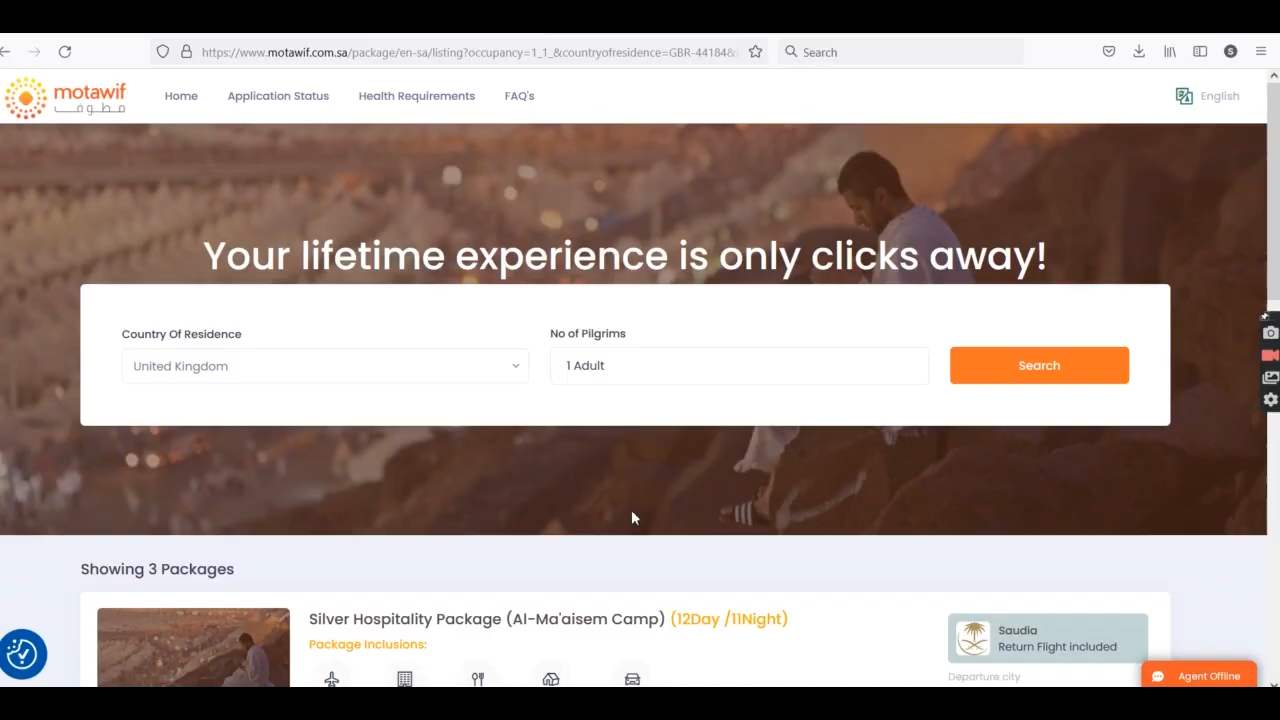 https://www.motawif.com.sa/package/en-sa/listing?occupancy=1_1_&countryofresidence=GBR-44184&
Search
S
motawif
مطوف
Home
Application Status
Health Requirements
FAQ's
English
Your lifetime experience is only clicks away!
Country Of Residence
No of Pilgrims
United Kingdom
1 Adult
Search
Showing 3 Packages
Silver Hospitality Package (Al-Ma'aisem Camp) (12Day /11Night)
Package Inclusions:
Saudia
Return Flight included
Departure city
Agent Offline